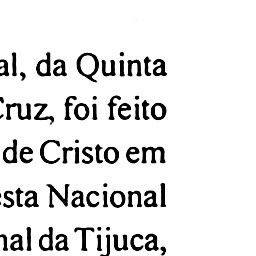 al, da Quinta
Cruz, foi feito
de Cristo em
esta Nacional
nal da Tijuca,